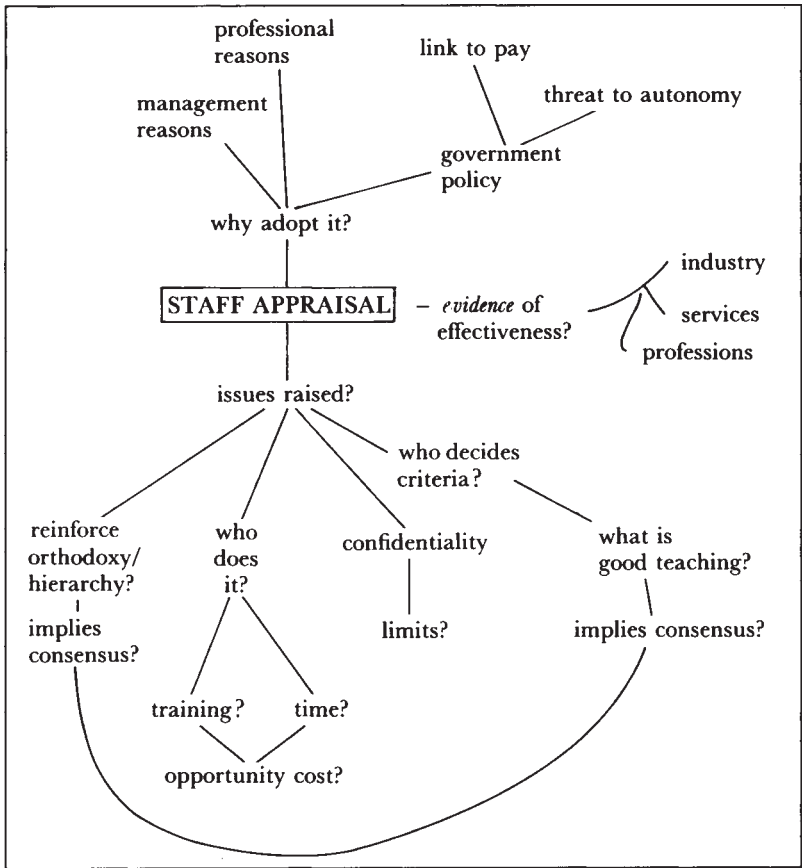 professional
reasons
link to pay
management
reasons
threat to autonomy
government
policy
why adopt it?
industry
STAFF APPRAISAL
– evidence of
effectiveness?
services
professions
issues raised?
who decides
criteria?
reinforce
orthodoxy/
hierarchy?
who
does
it?
confidentiality
what is
good teaching?
implies
consensus?
limits?
implies consensus?
training?
time?
opportunity cost?